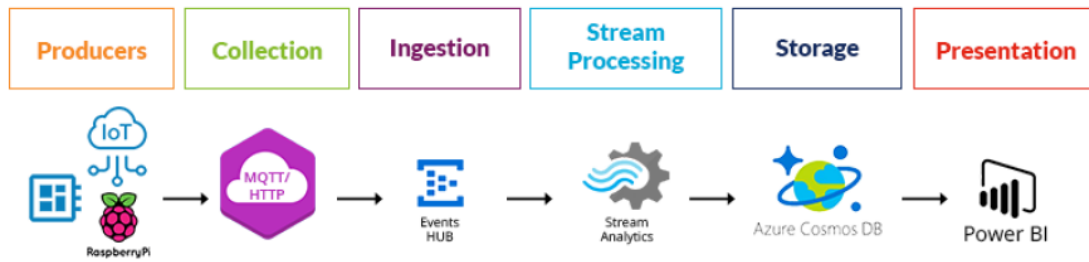 Producers
Collection
Ingestion
Stream
Processing
Storage
Presentation
IoT
RaspberryPi
MQTT/
HTTP
Events
HUB
Stream
Analytics
Azure Cosmos DB
Power BI